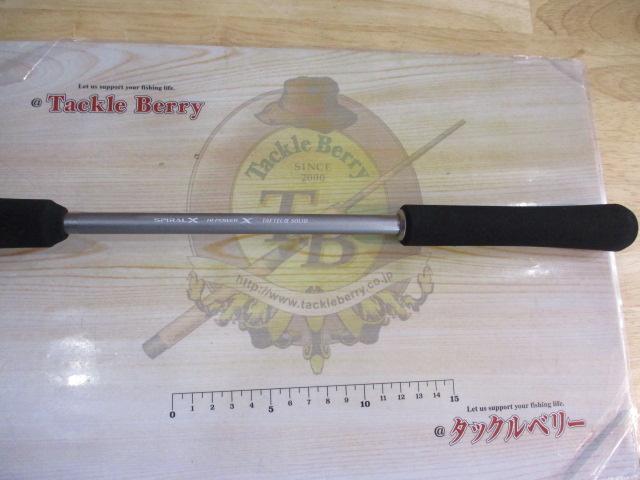 Let us support your fishing life.
@ Tackle Berry
Tackle Berry
SINCE
2000
TB
SPIRAL X HI-POWER X TAFTEC α SOLID
http://www.tackleberry.co.jp
0 1 2 3 4 5 6 7 8 9 10 11 12 13 14 15
Let us support your fishing life.
@ タックルベリー